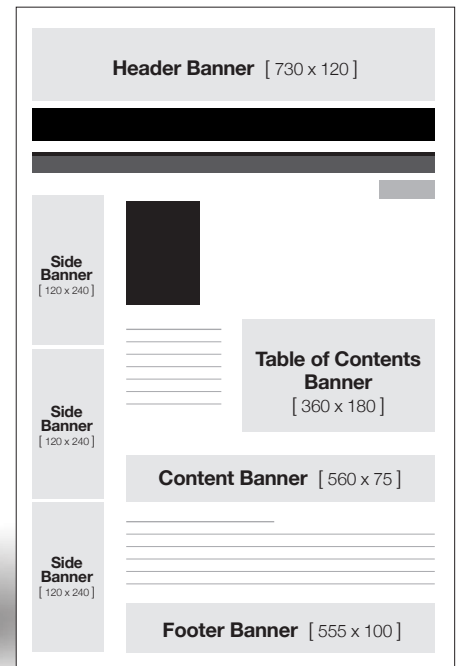 Header Banner [ 730 x 120 ]
Side
Banner
[ 120 x 240 ]
Table of Contents
Banner
[ 360 x 180 ]
Side
Banner
[ 120 x 240 ]
Content Banner [ 560 x 75 ]
Side
Banner
[ 120 x 240 ]
Footer Banner [ 555 x 100 ]